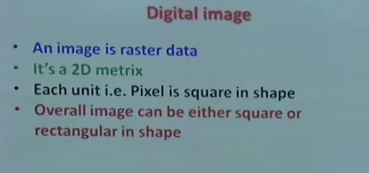 Digital image
• An image is raster data
• It's a 2D metrix
• Each unit i.e. Pixel is square in shape
• Overall image can be either square or
rectangular in shape